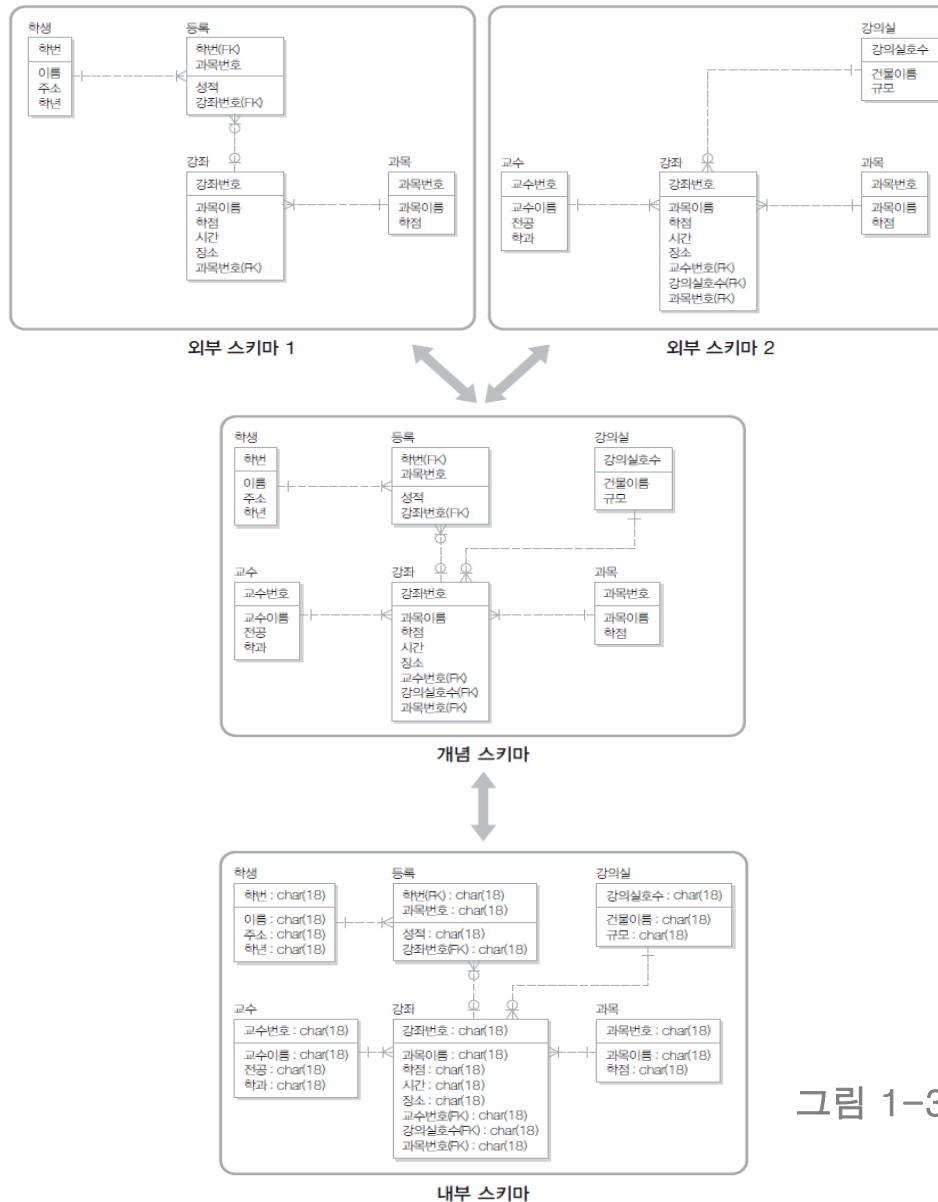 학생
학번
이름
주소
학년
등록
학번(FK)
과목번호
성적
강좌번호(FK)
강좌
강좌번호
과목이름
학점
시간
장소
과목번호(FK)
과목
과목번호
과목이름
학점
외부 스키마 1
강의실
강의실호수
건물이름
규모
교수
교수번호
교수이름
전공
학과
강좌
강좌번호
과목이름
학점
시간
장소
교수번호(FK)
강의실호수(FK)
과목번호(FK)
과목
과목번호
과목이름
학점
외부 스키마 2
학생
학번
이름
주소
학년
등록
학번(FK)
과목번호
성적
강좌번호(FK)
강의실
강의실호수
건물이름
규모
교수
교수번호
교수이름
전공
학과
강좌
강좌번호
과목이름
학점
시간
장소
교수번호(FK)
강의실호수(FK)
과목번호(FK)
과목
과목번호
과목이름
학점
개념 스키마
학생
학번 : char(18)
이름 : char(18)
주소 : char(18)
학년 : char(18)
등록
학번(FK) : char(18)
과목번호 : char(18)
성적 : char(18)
강좌번호(FK) : char(18)
강의실
강의실호수 : char(18)
건물이름 : char(18)
규모 : char(18)
교수
교수번호 : char(18)
교수이름 : char(18)
전공 : char(18)
학과 : char(18)
강좌
강좌번호 : char(18)
과목이름 : char(18)
학점 : char(18)
시간 : char(18)
장소 : char(18)
교수번호(FK) : char(18)
강의실호수(FK) : char(18)
과목번호(FK) : char(18)
과목
과목번호 : char(18)
과목이름 : char(18)
학점 : char(18)
내부 스키마
그림 1-3